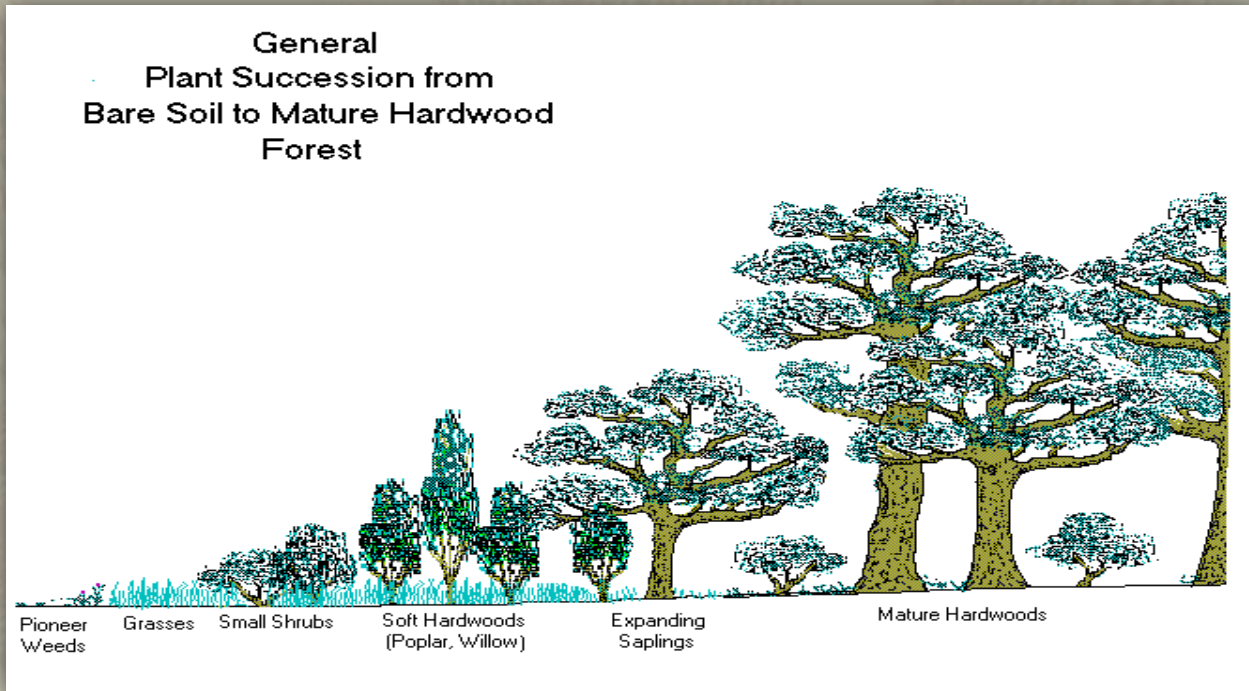 General
Plant Succession from
Bare Soil to Mature Hardwood
Forest
Pioneer
Weeds
Grasses
Small Shrubs
Soft Hardwoods
(Poplar, Willow)
Expanding
Saplings
Mature Hardwoods